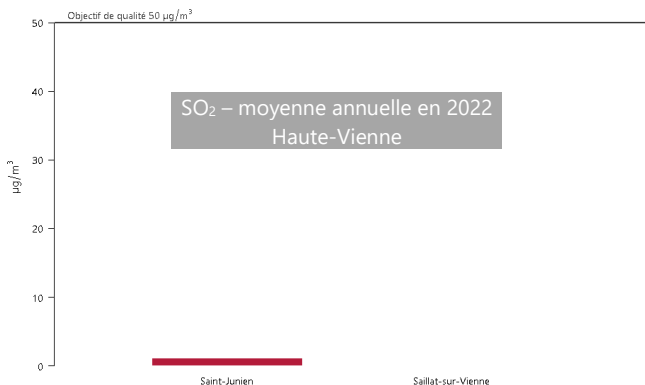 Objectif de qualité 50 µg/m³
50
SO₂ – moyenne annuelle en 2022
Haute-Vienne
40
30
µg/m³
20
10
0
Saint-Junien
Saillat-sur-Vienne